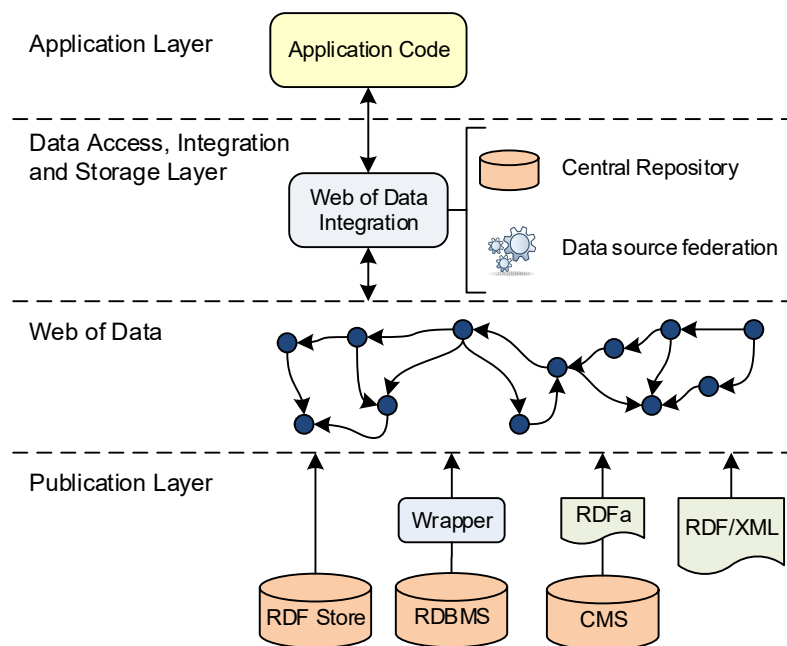 Application Layer
Application Code
Data Access, Integration
and Storage Layer
Web of Data
Integration
Central Repository
Data source federation
Web of Data
Publication Layer
Wrapper
RDFa
RDF/XML
RDF Store
RDBMS
CMS